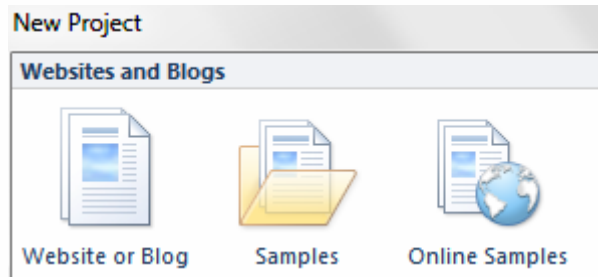 New Project
Websites and Blogs
Website or Blog Samples Online Samples